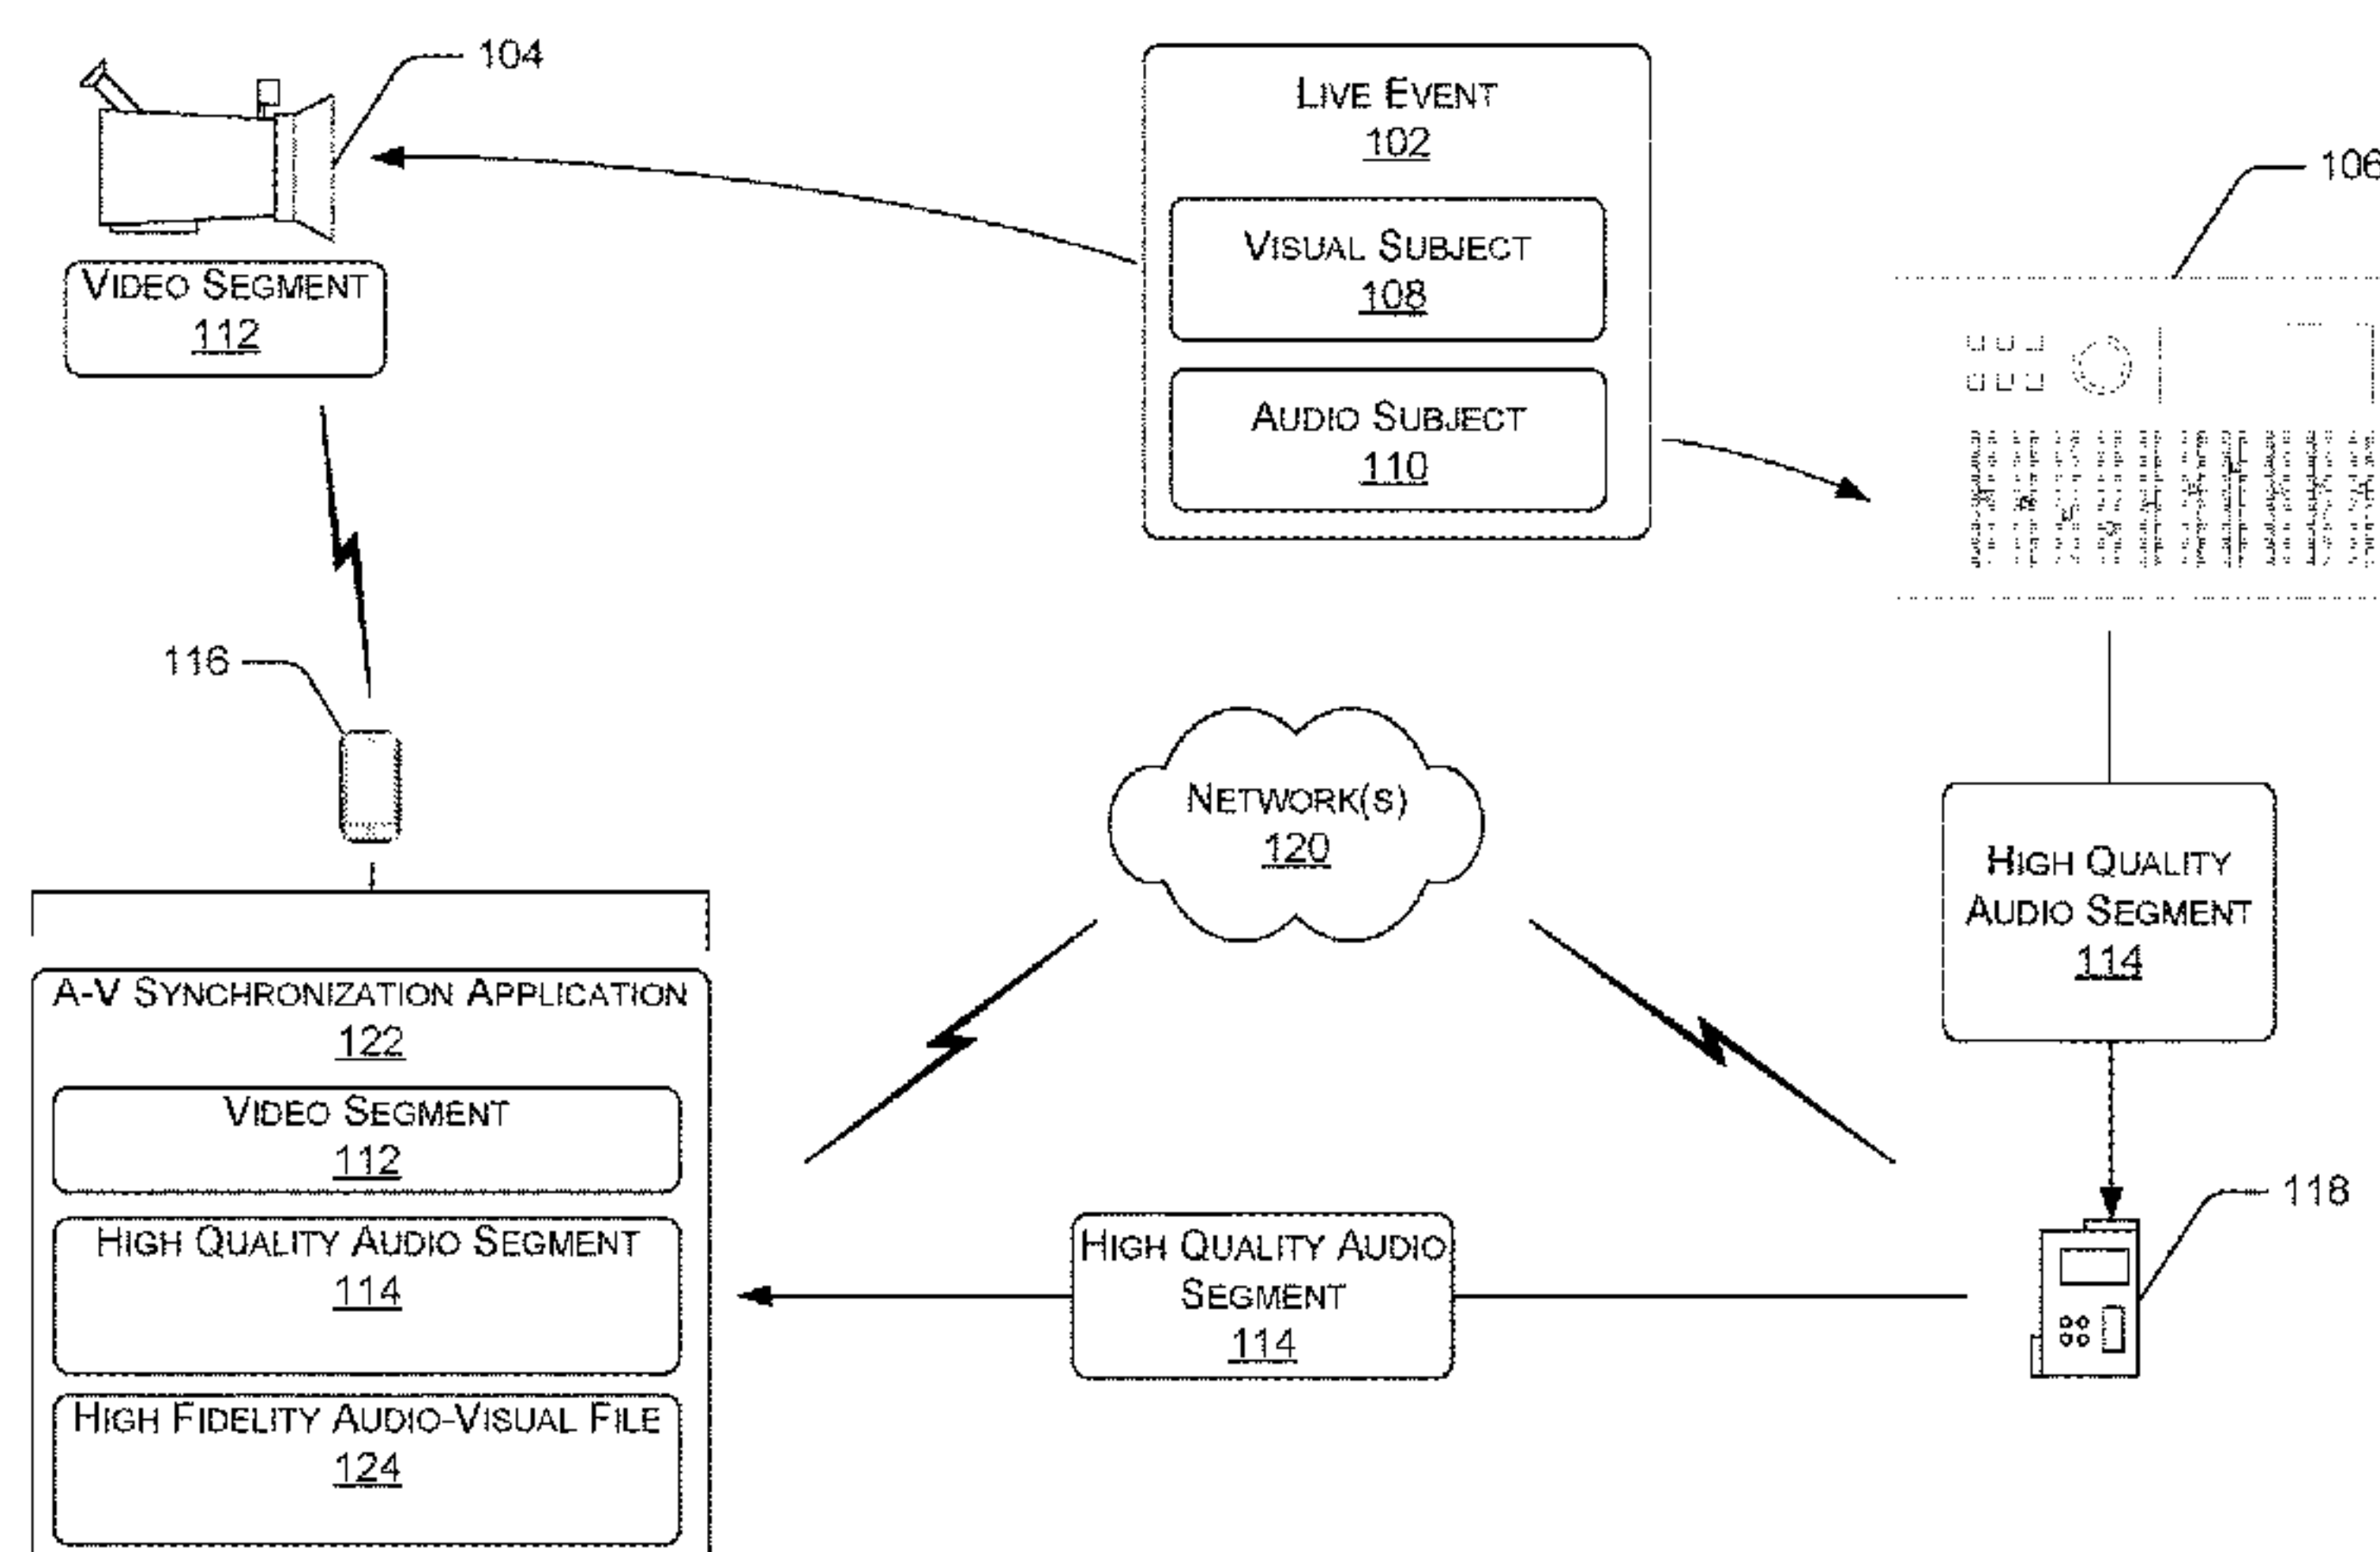 104
LIVE EVENT
102
106
VISUAL SUBJECT
108
VIDEO SEGMENT
112
AUDIO SUBJECT
110
116
NETWORK(S)
120
HIGH QUALITY
AUDIO SEGMENT
114
A-V SYNCHRONIZATION APPLICATION
122
VIDEO SEGMENT
112
118
HIGH QUALITY AUDIO SEGMENT
114
HIGH QUALITY AUDIO
SEGMENT
114
HIGH FIDELITY AUDIO-VISUAL FILE
124